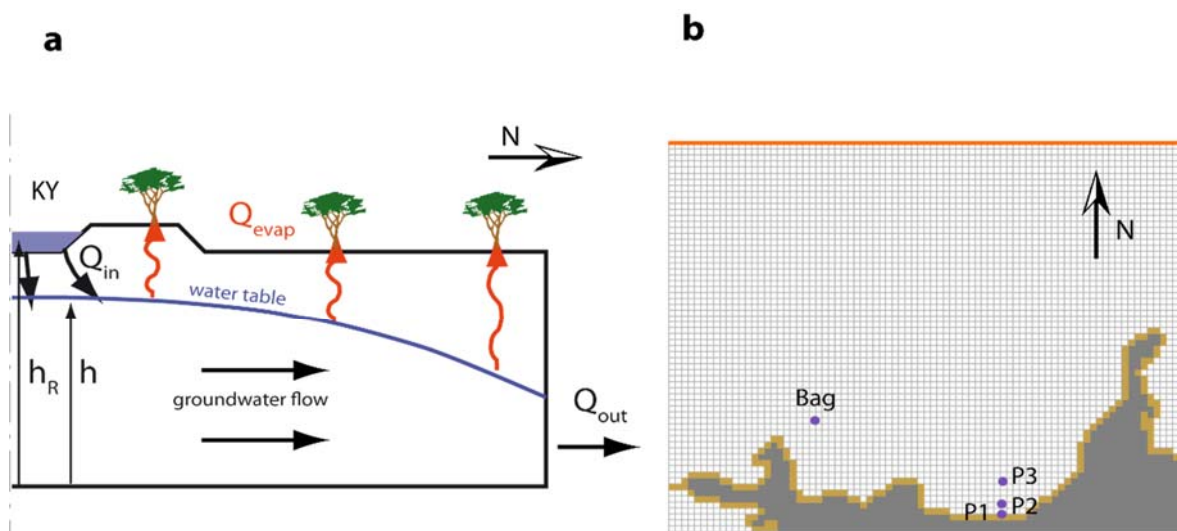 a
N
KY
Q evap
Q in
water table
h R
h
groundwater flow
Q out
b
N
Bag
P3
P2
P1